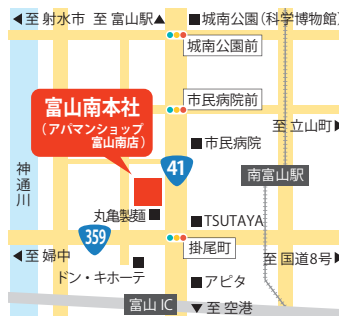 ◀至 射水市 至 富山駅▲ ■城南公園(科学博物館)
城南公園前
富山南本社
(アパマンショップ
富山南店)
市民病院前
至 立山町▶
■市民病院
41
南富山駅
神通川
丸亀製麺■
■TSUTAYA
359
掛尾町
◀至 婦中
至 国道8号▶
ドン・キホーテ
■アピタ
富山 IC
▼ 至 空港